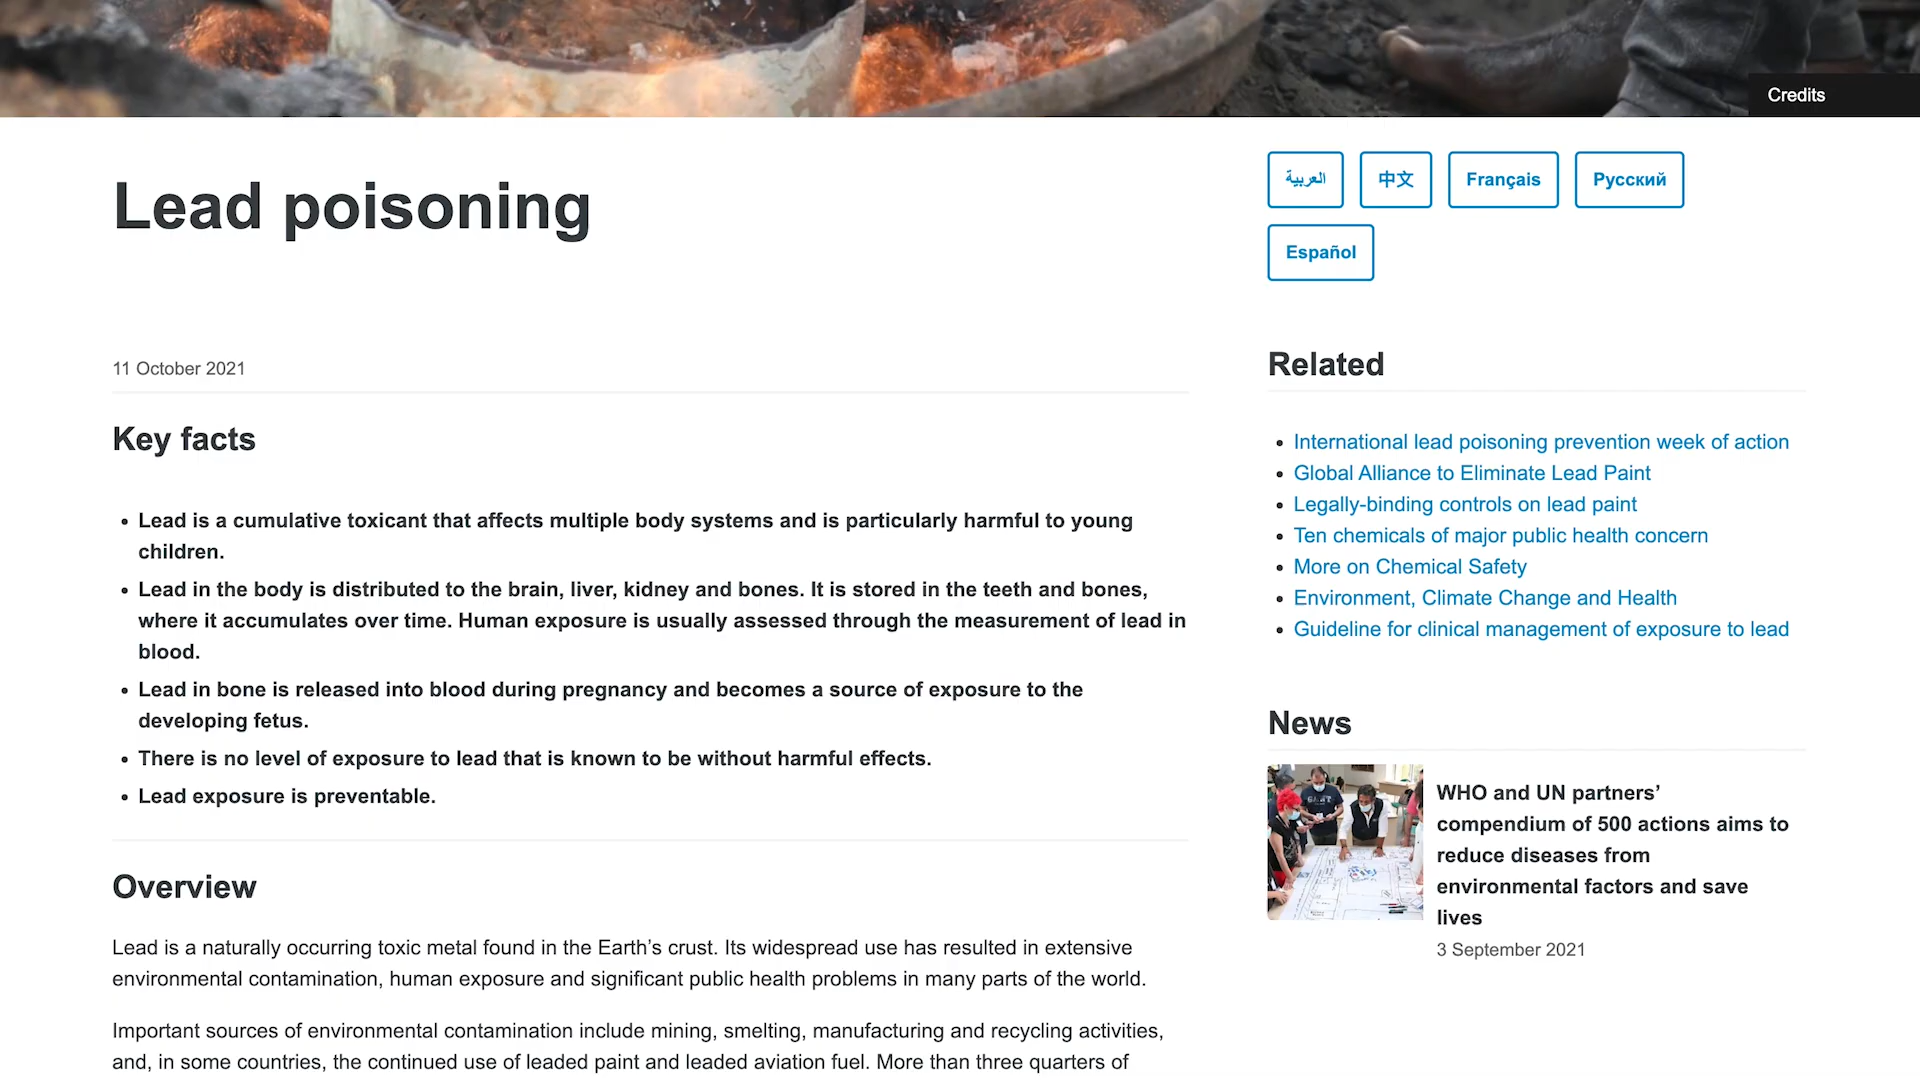 Credits
Lead poisoning
11 October 2021
Key facts
• Lead is a cumulative toxicant that affects multiple body systems and is particularly harmful to young
children.
• Lead in the body is distributed to the brain, liver, kidney and bones. It is stored in the teeth and bones,
where it accumulates over time. Human exposure is usually assessed through the measurement of lead in
blood.
• Lead in bone is released into blood during pregnancy and becomes a source of exposure to the
developing fetus.
• There is no level of exposure to lead that is known to be without harmful effects.
• Lead exposure is preventable.
Overview
Lead is a naturally occurring toxic metal found in the Earth’s crust. Its widespread use has resulted in extensive
environmental contamination, human exposure and significant public health problems in many parts of the world.
Important sources of environmental contamination include mining, smelting, manufacturing and recycling activities,
and, in some countries, the continued use of leaded paint and leaded aviation fuel. More than three quarters of
العربية
中文
Français
Русский
Español
Related
• International lead poisoning prevention week of action
• Global Alliance to Eliminate Lead Paint
• Legally-binding controls on lead paint
• Ten chemicals of major public health concern
• More on Chemical Safety
• Environment, Climate Change and Health
• Guideline for clinical management of exposure to lead
News
WHO and UN partners’
compendium of 500 actions aims to
reduce diseases from
environmental factors and save
lives
3 September 2021